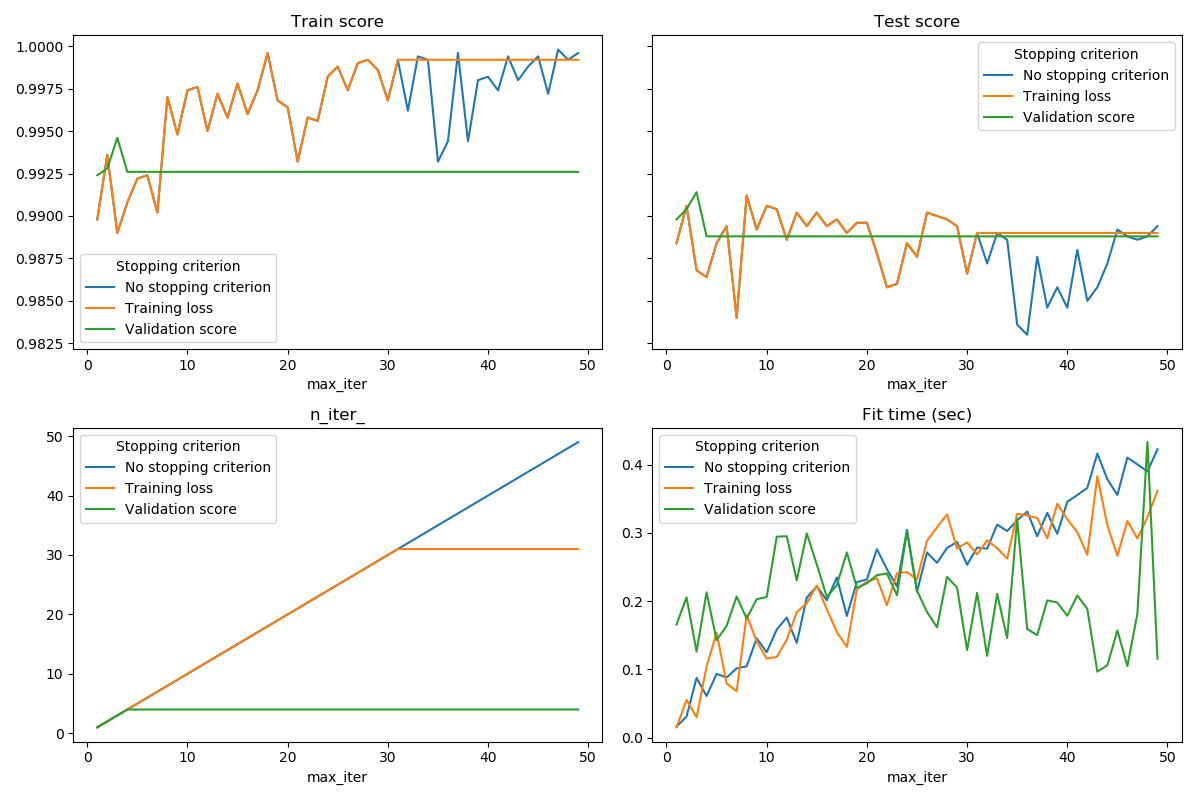 Train score
1.0000
0.9975
0.9950
0.9925
0.9900
0.9875
0.9850
0.9825
Stopping criterion
No stopping criterion
Training loss
Validation score
0 10 20 30 40 50
max_iter
Test score
Stopping criterion
No stopping criterion
Training loss
Validation score
0 10 20 30 40 50
max_iter
n_iter_
50
40
30
20
10
0
Stopping criterion
No stopping criterion
Training loss
Validation score
0 10 20 30 40 50
max_iter
Fit time (sec)
0.4
0.3
0.2
0.1
0.0
Stopping criterion
No stopping criterion
Training loss
Validation score
0 10 20 30 40 50
max_iter